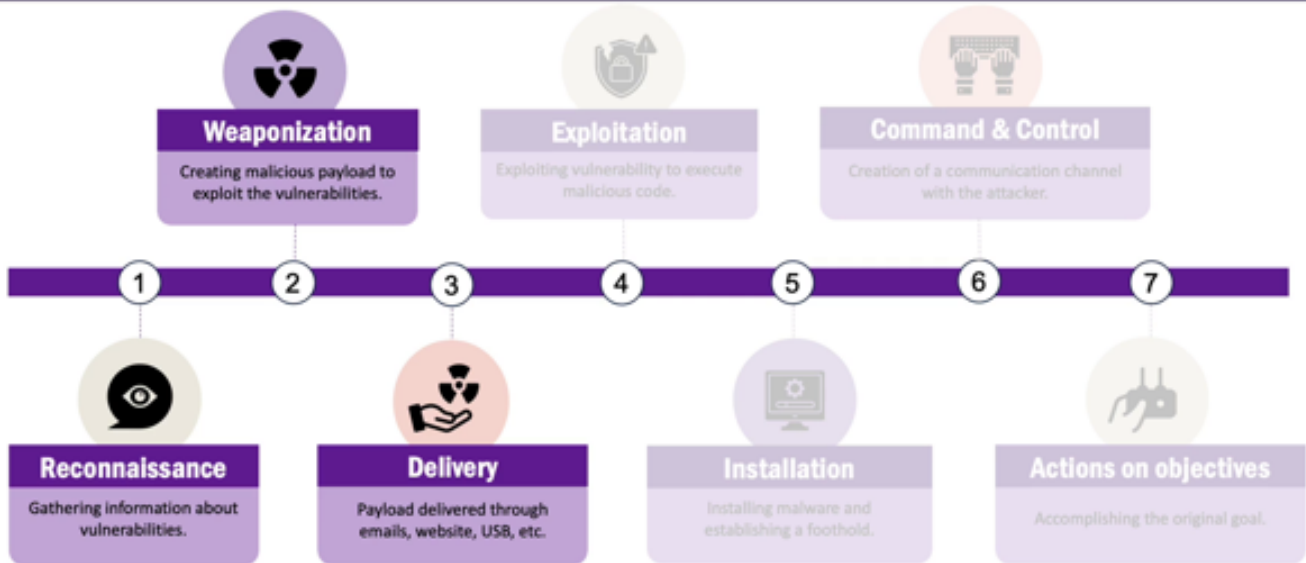 Weaponization
Creating malicious payload to
exploit the vulnerabilities.
Exploitation
Exploiting vulnerability to execute
malicious code.
Command & Control
Creation of a communication channel
with the attacker.
1
2
3
4
5
6
7
Reconnaissance
Gathering information about
vulnerabilities.
Delivery
Payload delivered through
emails, website, USB, etc.
Installation
Installing malware and
establishing a foothold.
Actions on objectives
Accomplishing the original goal.